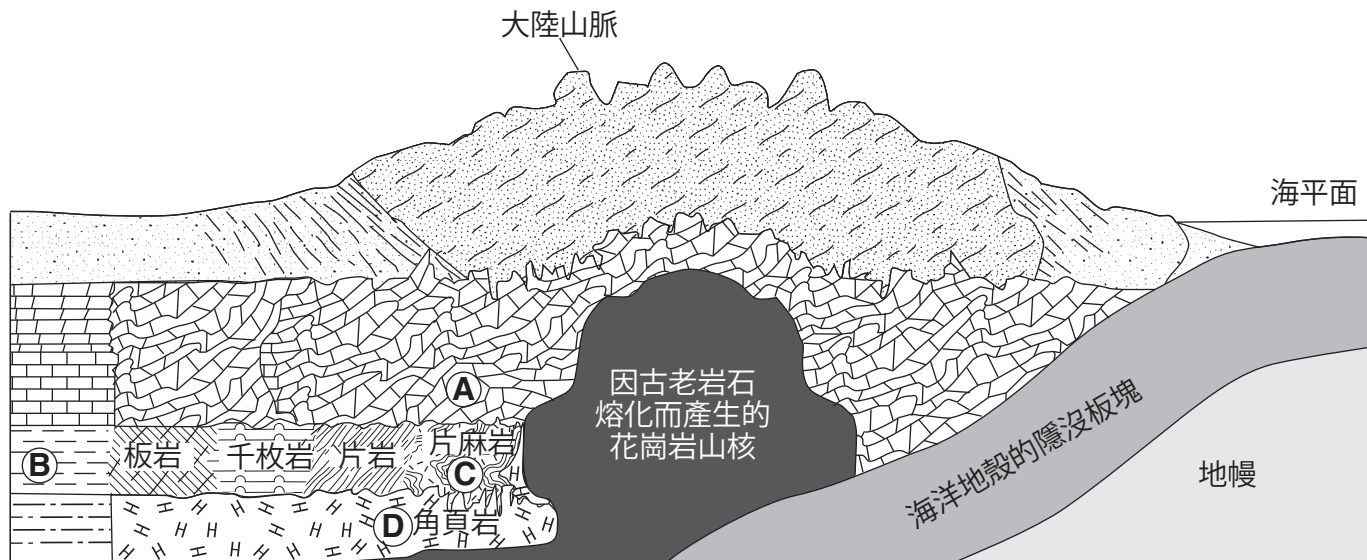 大陸山脈
海平面
因古老岩石
熔化而產生的
花崗岩山核
A
海洋地殼的隱沒板塊
B
板岩
千枚岩
片岩
片麻岩
C
地幔
D
角頁岩